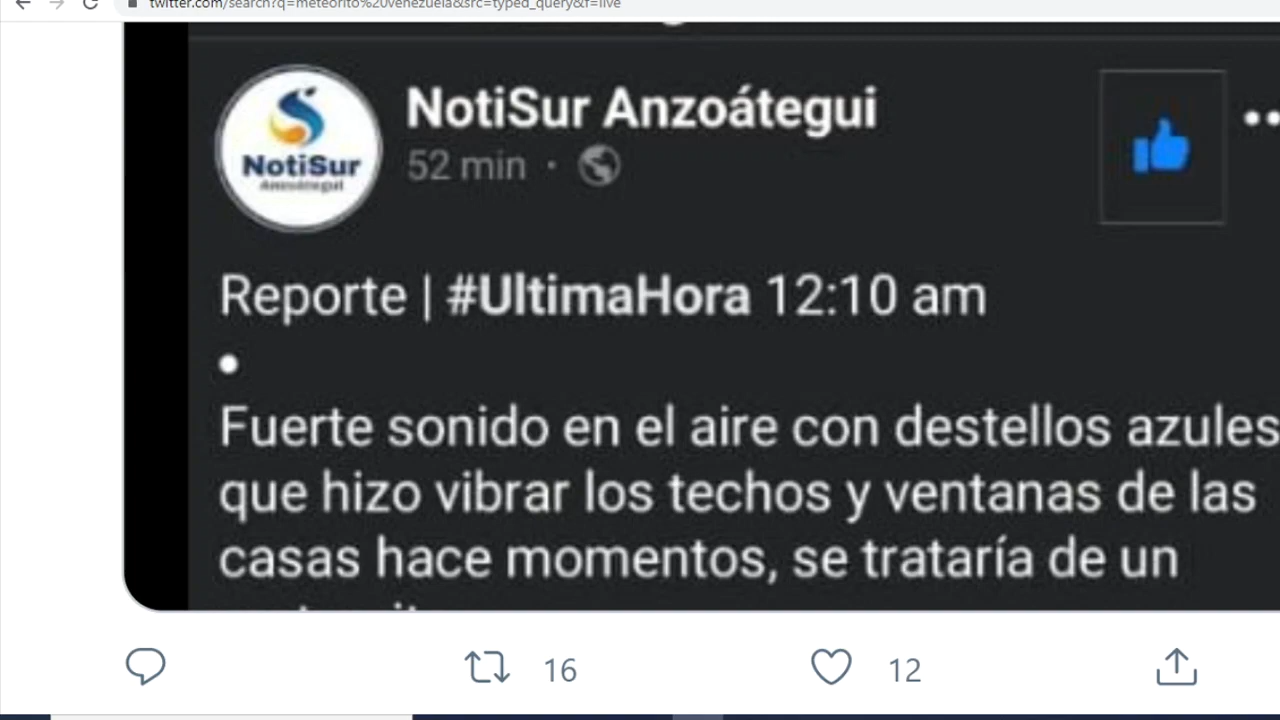 twitter.com/search?q=meteorito%20venezuela&src=typed_query&f=live
NotiSur Anzoátegui
NotiSur
Anzoátegui
52 min ·
Reporte | #UltimaHora 12:10 am
•
Fuerte sonido en el aire con destellos azules
que hizo vibrar los techos y ventanas de las
casas hace momentos, se trataría de un
16
12